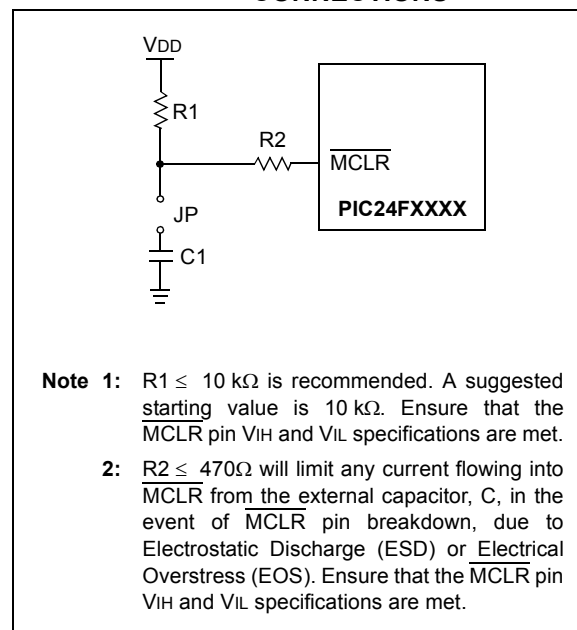 VDD
R1
R2
MCLR
PIC24FXXXX
JP
C1
Note 1: R1 ≤ 10 kΩ is recommended. A suggested
starting value is 10 kΩ. Ensure that the
MCLR pin VIH and VIL specifications are met.
2: R2 ≤ 470Ω will limit any current flowing into
MCLR from the external capacitor, C, in the
event of MCLR pin breakdown, due to
Electrostatic Discharge (ESD) or Electrical
Overstress (EOS). Ensure that the MCLR pin
VIH and VIL specifications are met.